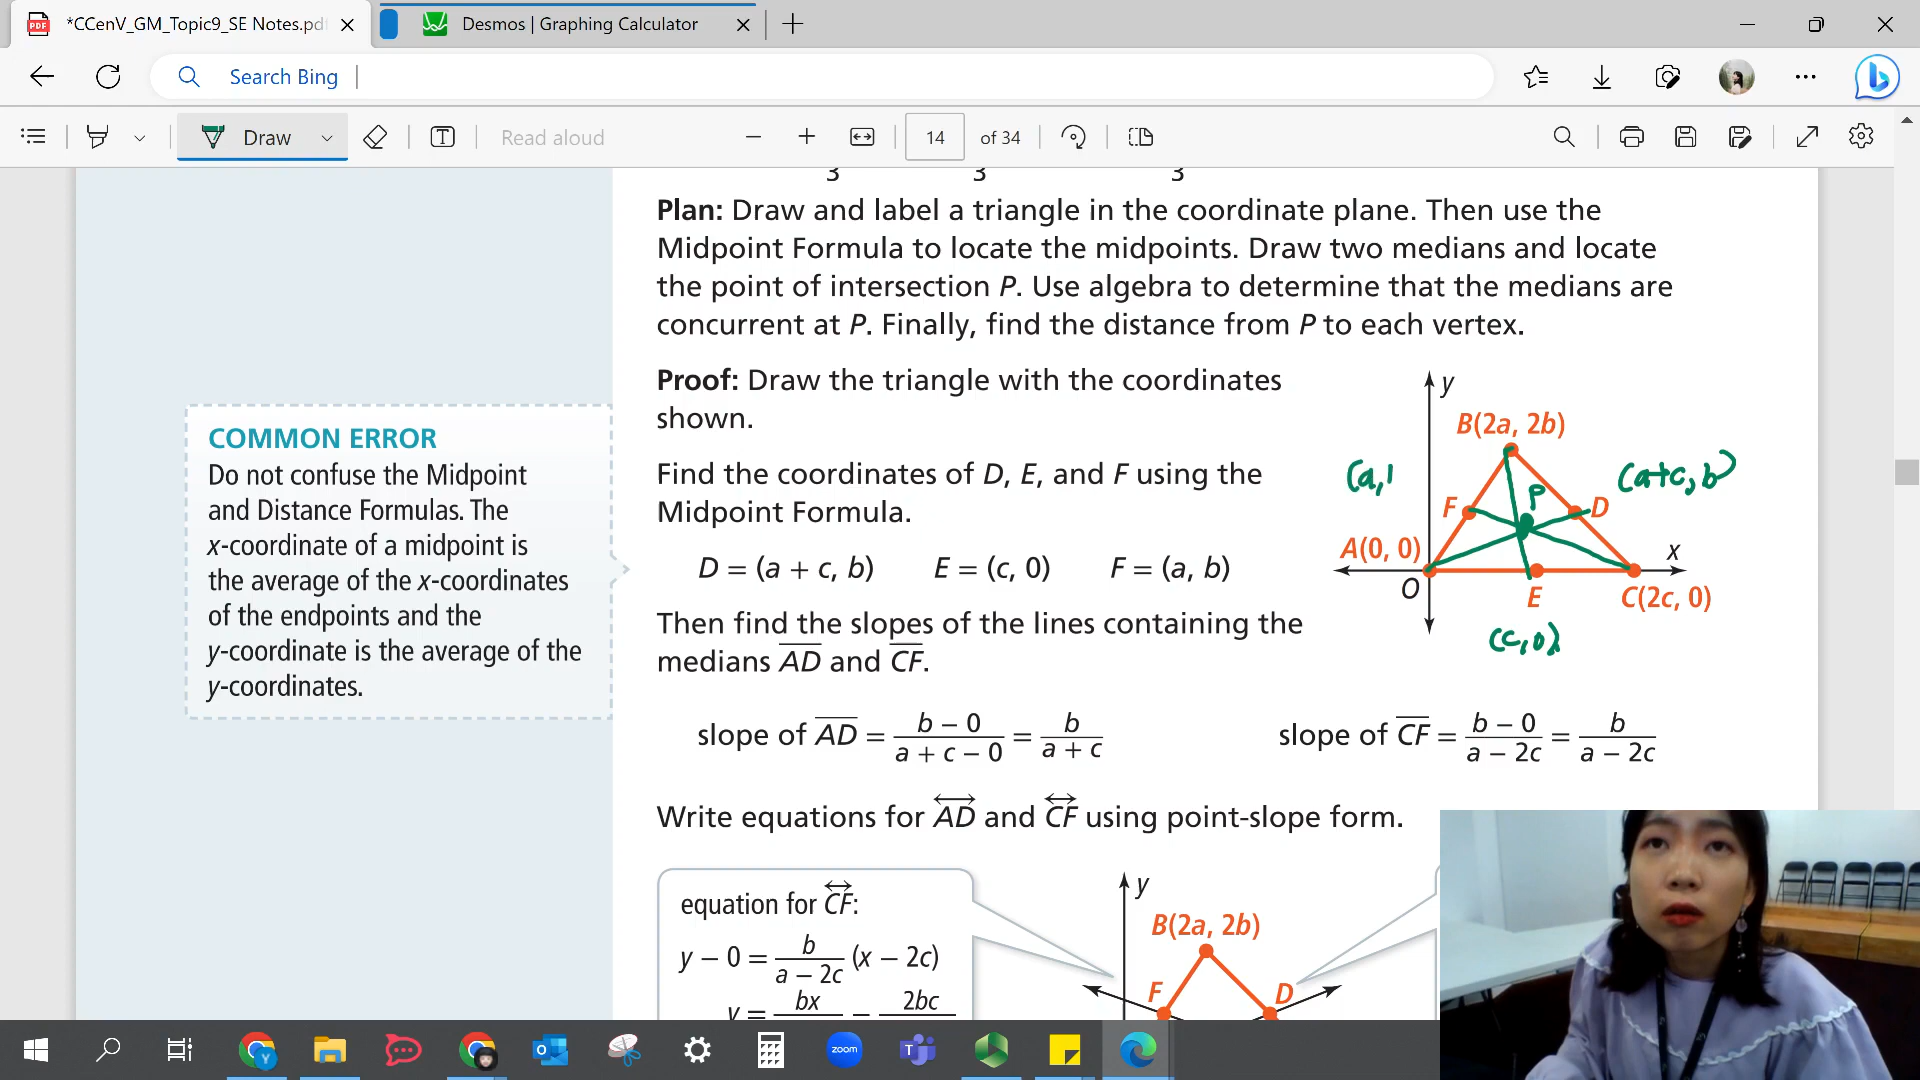 *CCenV_GM_Topic9_SE Notes.pdf
Desmos | Graphing Calculator
Search Bing
Draw
Read aloud
14 of 34
3 3 3
Plan: Draw and label a triangle in the coordinate plane. Then use the
Midpoint Formula to locate the midpoints. Draw two medians and locate
the point of intersection P. Use algebra to determine that the medians are
concurrent at P. Finally, find the distance from P to each vertex.
Proof: Draw the triangle with the coordinates
shown.
Find the coordinates of D, E, and F using the
Midpoint Formula.
D = (a + c, b) E = (c, 0) F = (a, b)
Then find the slopes of the lines containing the
medians AD and CF.
slope of AD = b − 0 / a + c − 0 = b / a + c
slope of CF = b − 0 / a − 2c = b / a − 2c
Write equations for AD and CF using point-slope form.
COMMON ERROR
Do not confuse the Midpoint
and Distance Formulas. The
x-coordinate of a midpoint is
the average of the x-coordinates
of the endpoints and the
y-coordinate is the average of the
y-coordinates.
y
B(2a, 2b)
(a,
(a+c, b)
P
F
D
A(0, 0)
x
O
E
C(2c, 0)
(c, 0)
equation for CF:
y − 0 = b / a − 2c (x − 2c)
y = bx − 2bc
y
B(2a, 2b)
F
D
zoom